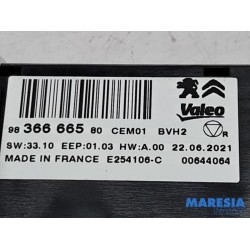 Valeo
98 366 665 80 CEM01 BVH2 R
SW:33.10 EEP:01.03 HW:A.00 22.06.2021
MADE IN FRANCE E254106-C 00644064
MARESIA